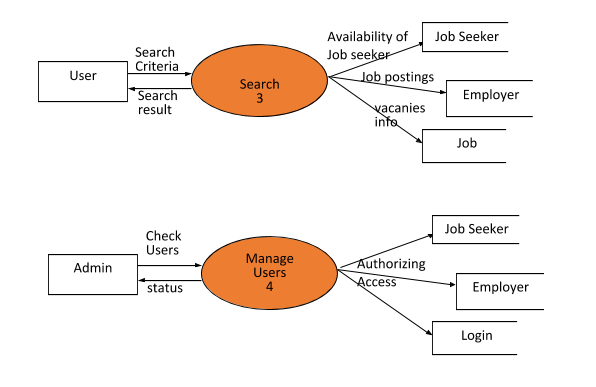 Availability of
Job seeker
Job Seeker
Search
Criteria
User
Job postings
Search
3
Employer
Search
result
vacanies
info
Job
Job Seeker
Check
Users
Manage
Users
4
Admin
Authorizing
Access
status
Employer
Login